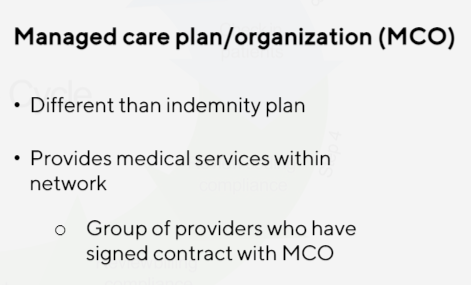 Managed care plan/organization (MCO)
• Different than indemnity plan
• Provides medical services within
network
○ Group of providers who have
signed contract with MCO